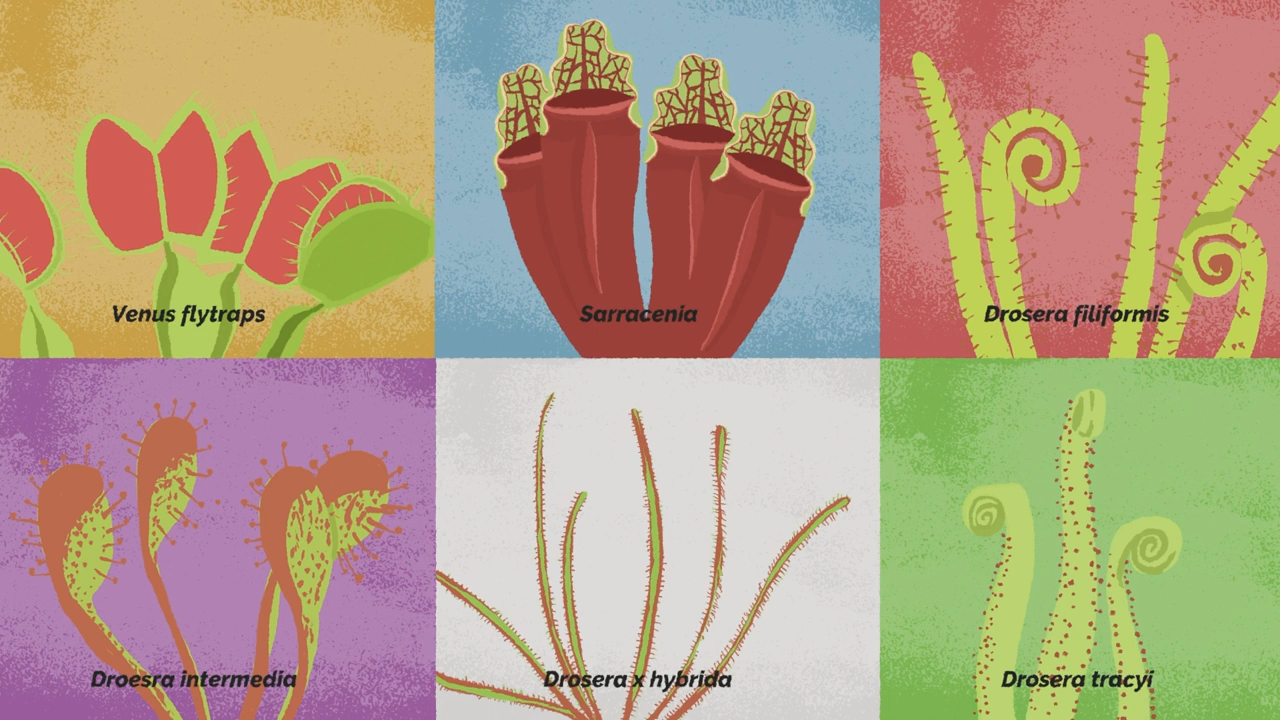 Venus flytraps
Sarracenia
Drosera filiformis
Droesra intermedia
Drosera x hybrida
Drosera tracyi